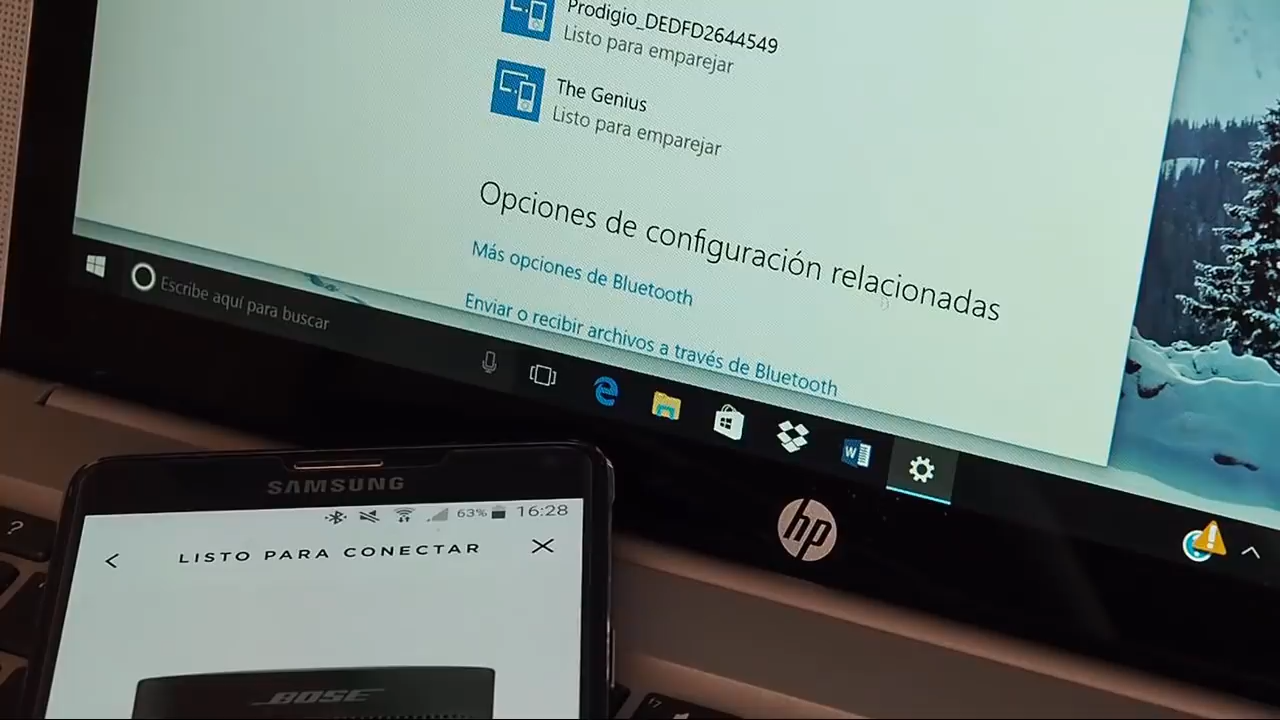 Prodigio_DEDFD2644549
Listo para emparejar
The Genius
Listo para emparejar
Opciones de configuración relacionadas
Más opciones de Bluetooth
Enviar o recibir archivos a través de Bluetooth
Escribe aquí para buscar
W
hp
SAMSUNG
63% 16:28
LISTO PARA CONECTAR
BOSE
?